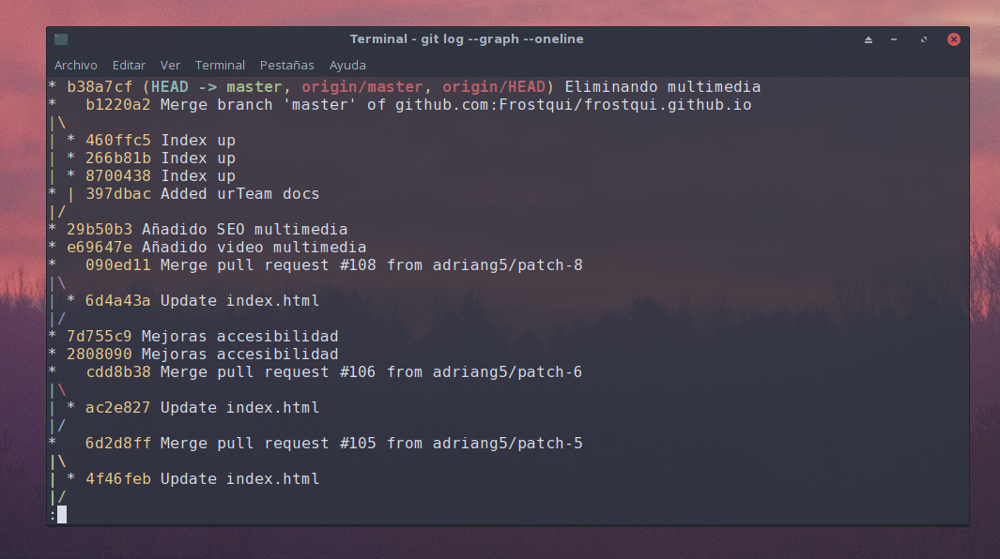 Terminal - git log --graph --oneline
Archivo Editar Ver Terminal Pestañas Ayuda
* b38a7cf (HEAD -> master, origin/master, origin/HEAD) Eliminando multimedia
*   b1220a2 Merge branch 'master' of github.com:Frostqui/frostqui.github.io
|\
| * 460ffc5 Index up
| * 266b81b Index up
| * 8700438 Index up
* | 397dbac Added urTeam docs
|/
* 29b50b3 Añadido SEO multimedia
* e69647e Añadido video multimedia
*   090ed11 Merge pull request #108 from adriang5/patch-8
|\
| * 6d4a43a Update index.html
|/
* 7d755c9 Mejoras accesibilidad
* 2808090 Mejoras accesibilidad
*   cdd8b38 Merge pull request #106 from adriang5/patch-6
|\
| * ac2e827 Update index.html
|/
*   6d2d8ff Merge pull request #105 from adriang5/patch-5
|\
| * 4f46feb Update index.html
|/
: